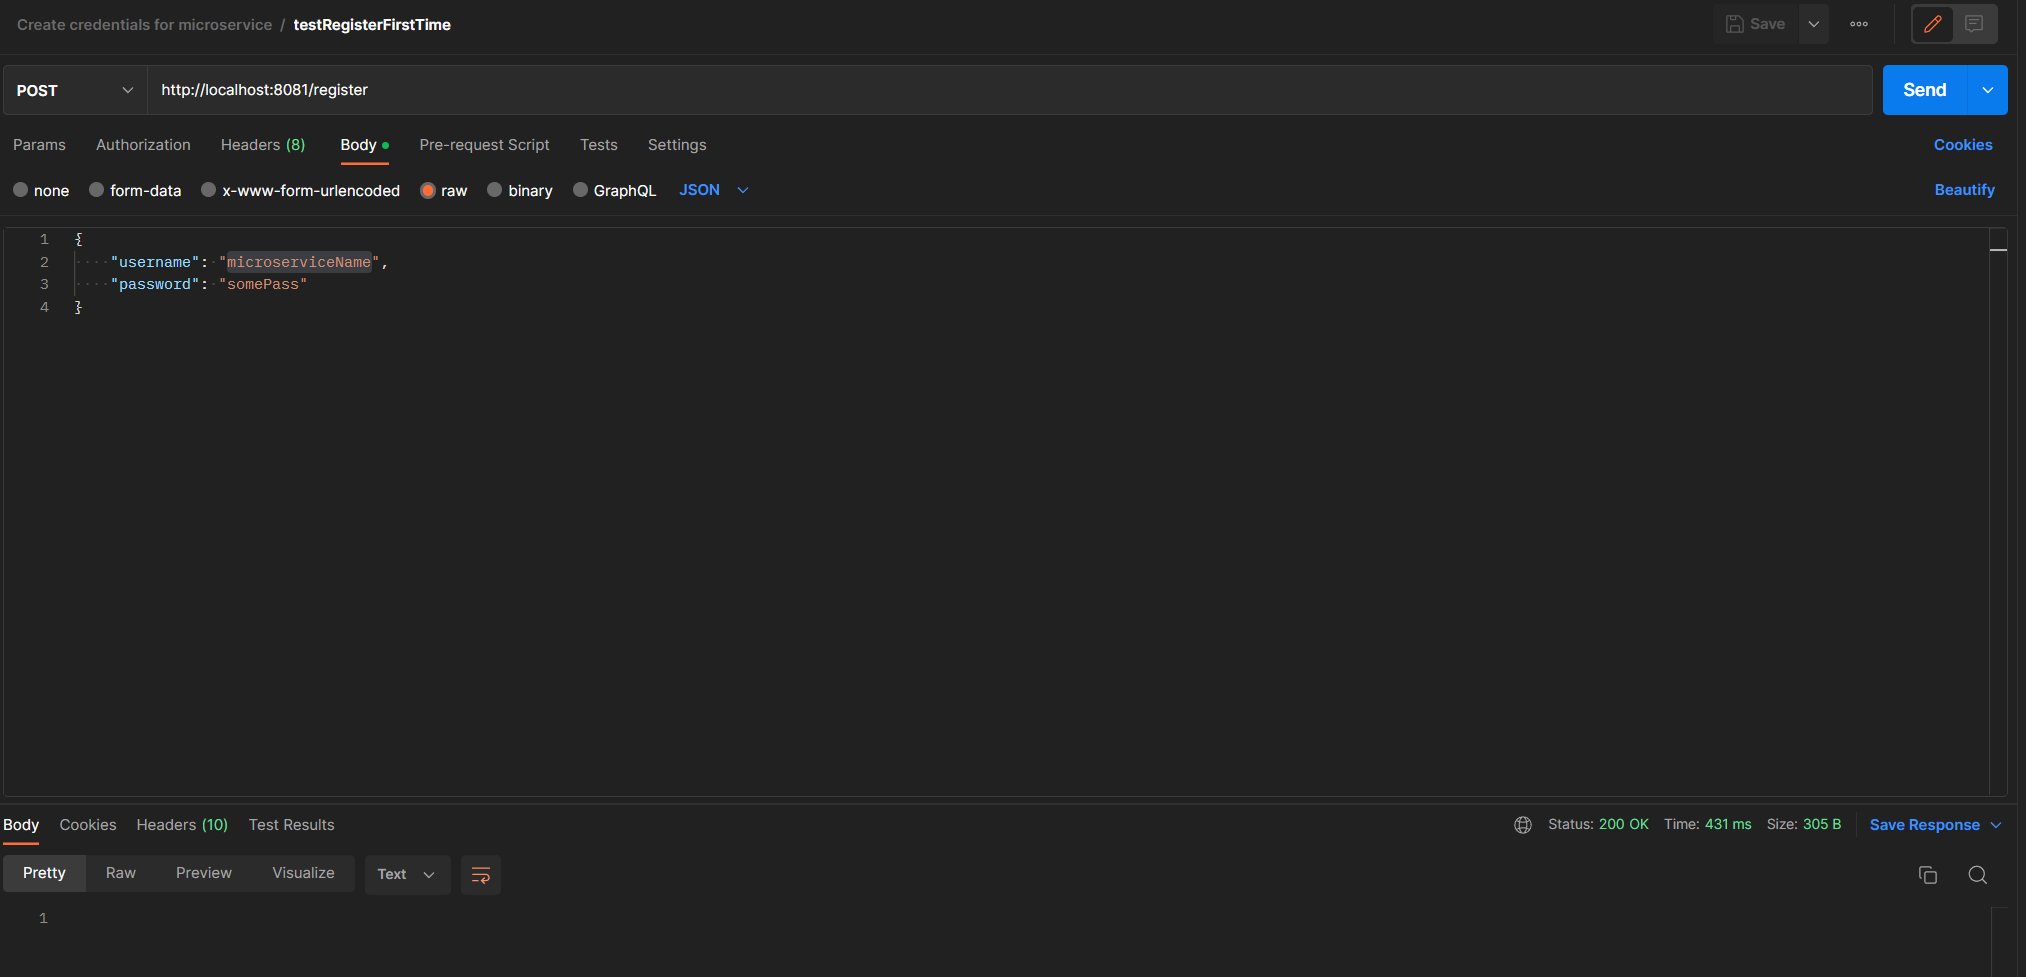 Create credentials for microservice / testRegisterFirstTime
Save
POST http://localhost:8081/register
Send
Params Authorization Headers (8) Body Pre-request Script Tests Settings Cookies
none form-data x-www-form-urlencoded raw binary GraphQL JSON Beautify
1 {
2 "username": "microserviceName",
3 "password": "somePass"
4 }
Body Cookies Headers (10) Test Results Status: 200 OK Time: 431 ms Size: 305 B Save Response
Pretty Raw Preview Visualize Text
1